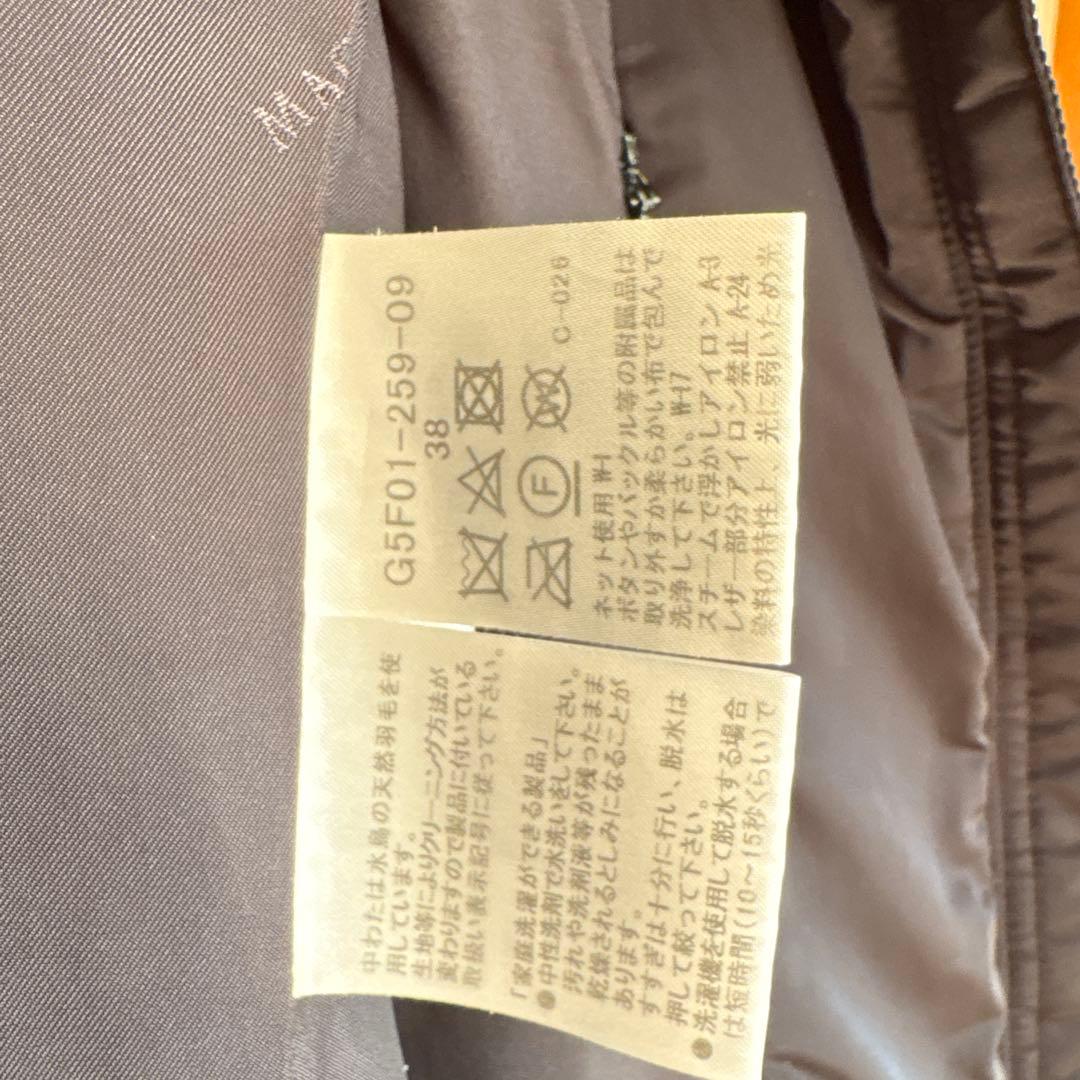 MA
G5F01-259-09
38
F
W
C-026
ネット使用 W-1
ボタンやバックル等の附属品は
取り外すか柔らかい布で包んで
洗浄して下さい。 W-17
スチームで浮かしアイロン A-3
レザー部分アイロン禁止 A-24
染料の特性上、光に弱いため光
中わたは水鳥の天然羽毛を使
用しています。
生地等によりクリーニング方法が
変わりますので製品に付いている
取扱い表示記号に従って下さい。
「家庭洗濯ができる製品」
●中性洗剤で水洗いをして下さい。
汚れや洗剤液等が残ったまま
乾燥されるとしみになることが
あります。
すすぎは十分に行い、脱水は
押して絞って下さい。
●洗濯機を使用して脱水する場合
は短時間(10～15秒くらい)で